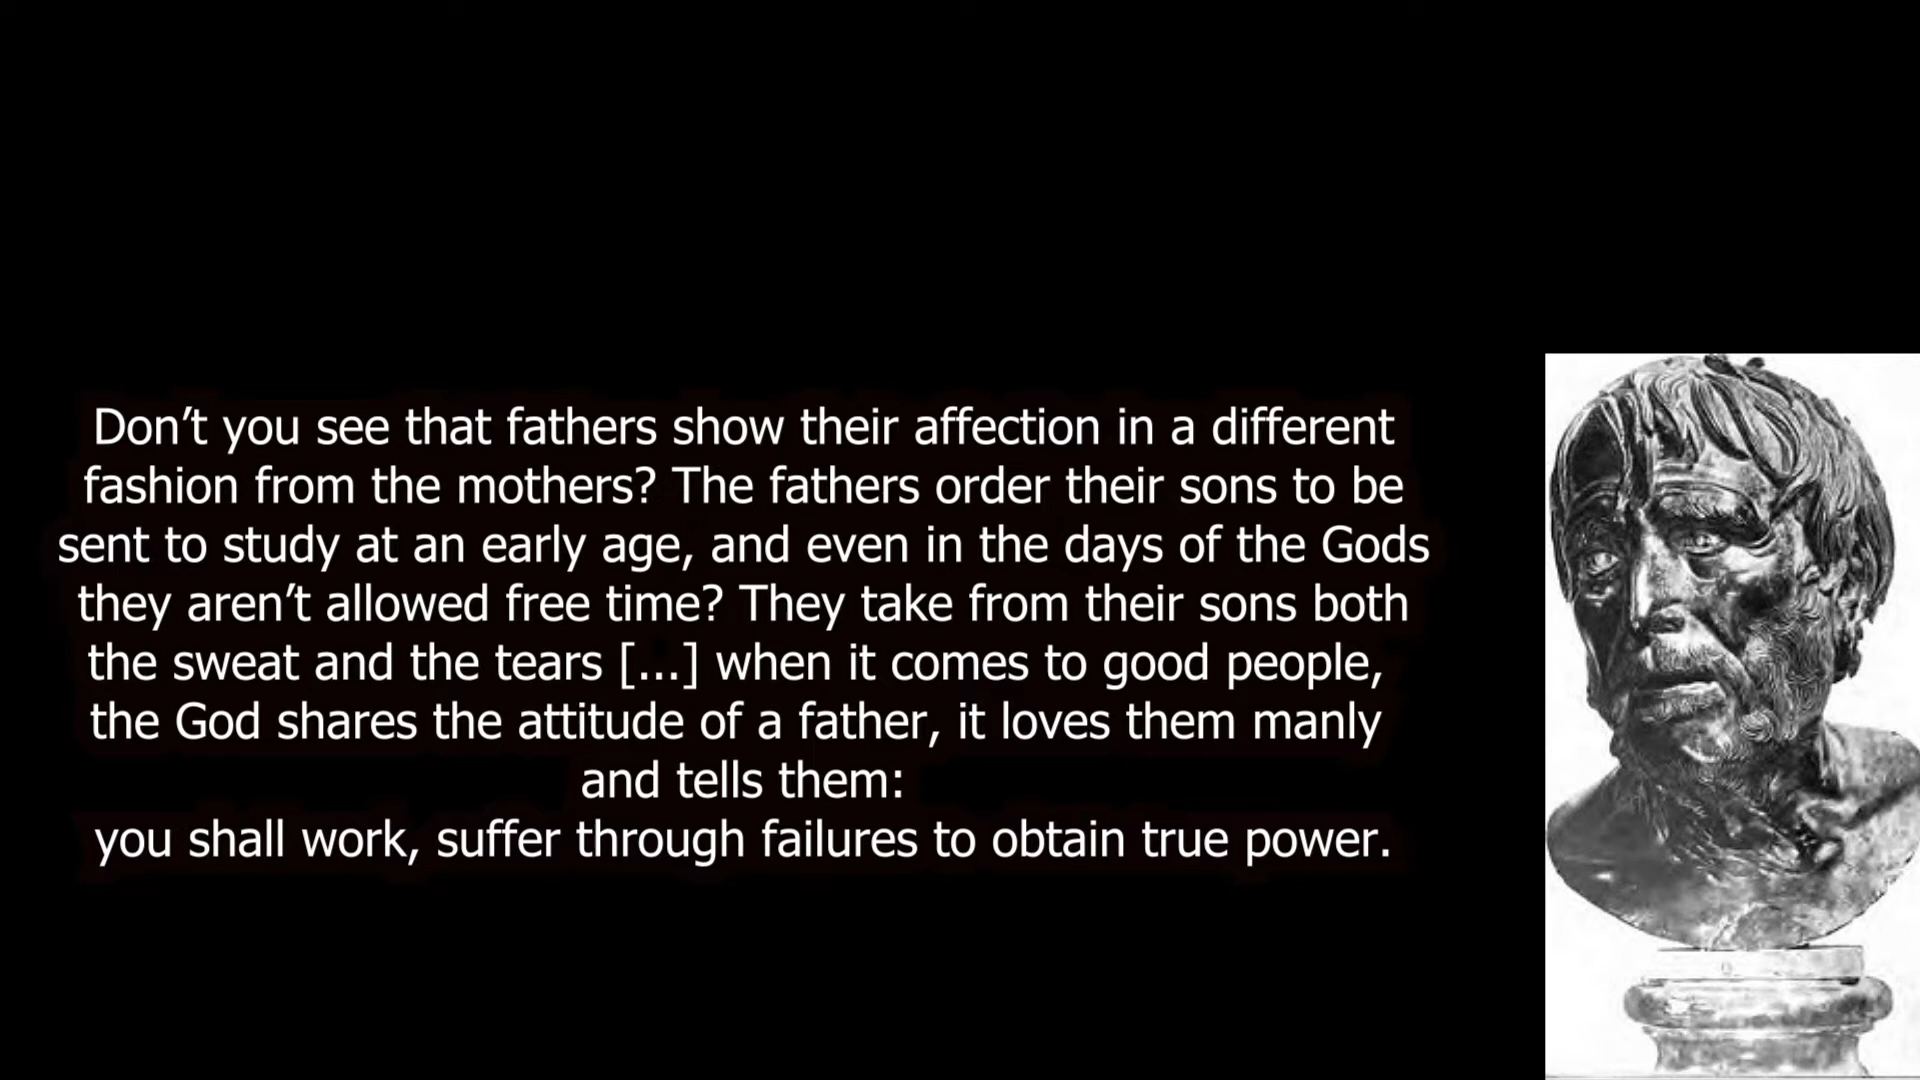 Don’t you see that fathers show their affection in a different
fashion from the mothers? The fathers order their sons to be
sent to study at an early age, and even in the days of the Gods
they aren’t allowed free time? They take from their sons both
the sweat and the tears [...] when it comes to good people,
the God shares the attitude of a father, it loves them manly
and tells them:
you shall work, suffer through failures to obtain true power.